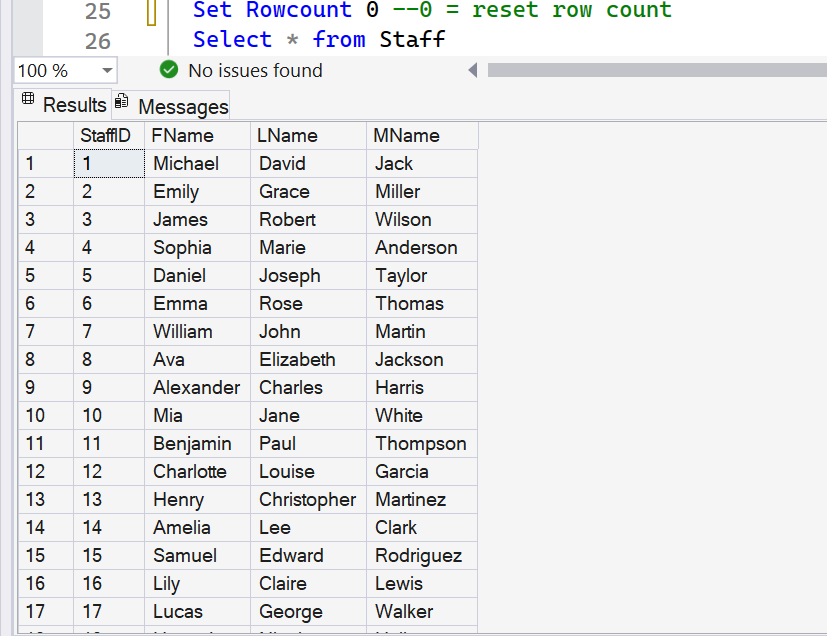 25 Set Rowcount 0 --0 = reset row count
26 Select * from Staff
100 % No issues found
Results Messages
StaffID FName LName MName
1 1 Michael David Jack
2 2 Emily Grace Miller
3 3 James Robert Wilson
4 4 Sophia Marie Anderson
5 5 Daniel Joseph Taylor
6 6 Emma Rose Thomas
7 7 William John Martin
8 8 Ava Elizabeth Jackson
9 9 Alexander Charles Harris
10 10 Mia Jane White
11 11 Benjamin Paul Thompson
12 12 Charlotte Louise Garcia
13 13 Henry Christopher Martinez
14 14 Amelia Lee Clark
15 15 Samuel Edward Rodriguez
16 16 Lily Claire Lewis
17 17 Lucas George Walker